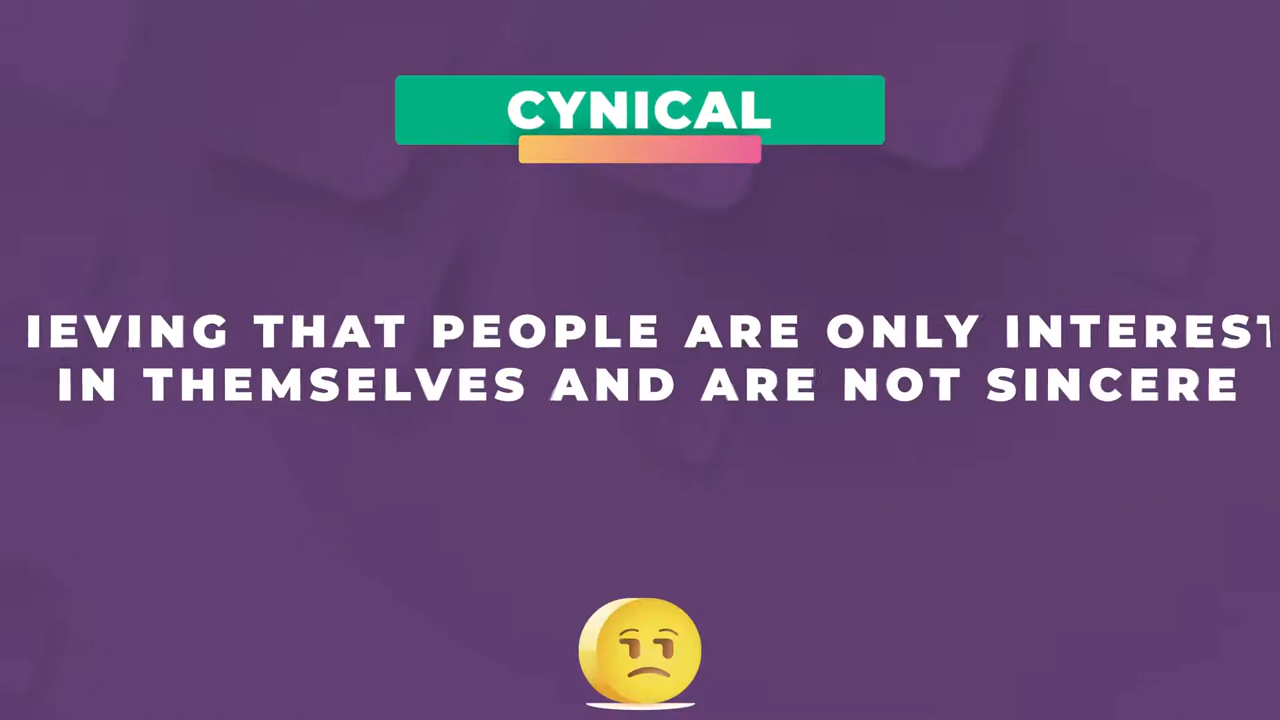 CYNICAL
IEVING THAT PEOPLE ARE ONLY INTEREST
IN THEMSELVES AND ARE NOT SINCERE